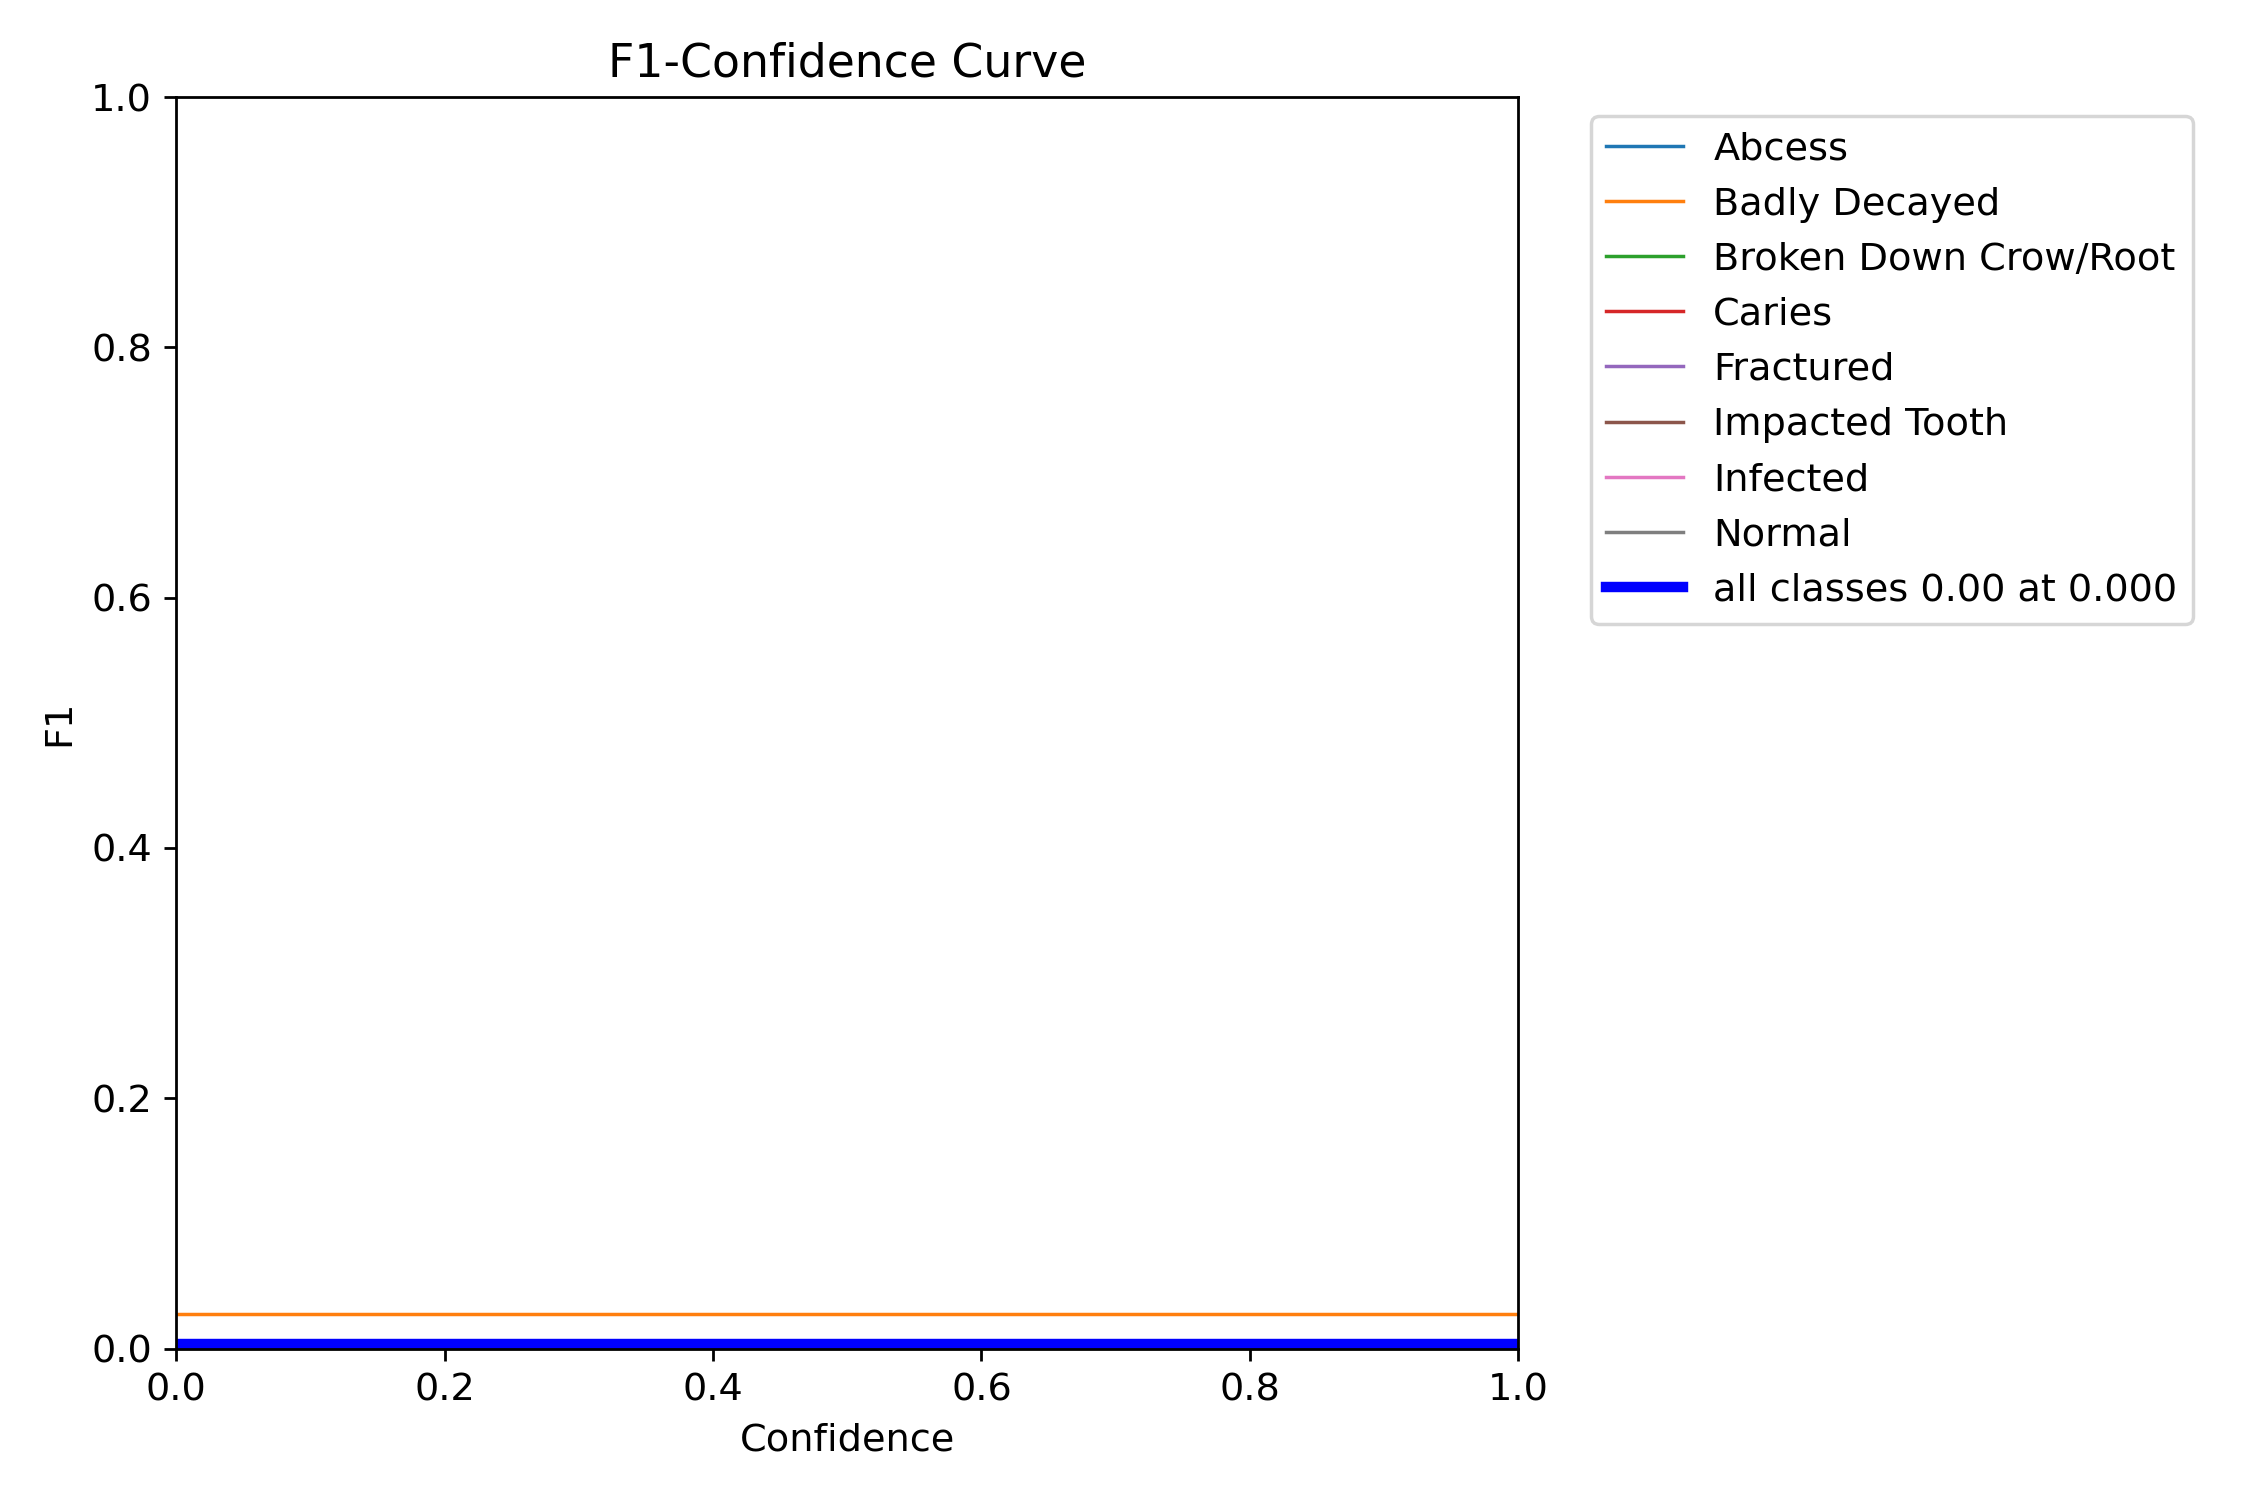 F1-Confidence Curve
1.0
0.8
0.6
0.4
0.2
0.0
F1
0.0 0.2 0.4 0.6 0.8 1.0
Confidence
Abcess
Badly Decayed
Broken Down Crow/Root
Caries
Fractured
Impacted Tooth
Infected
Normal
all classes 0.00 at 0.000